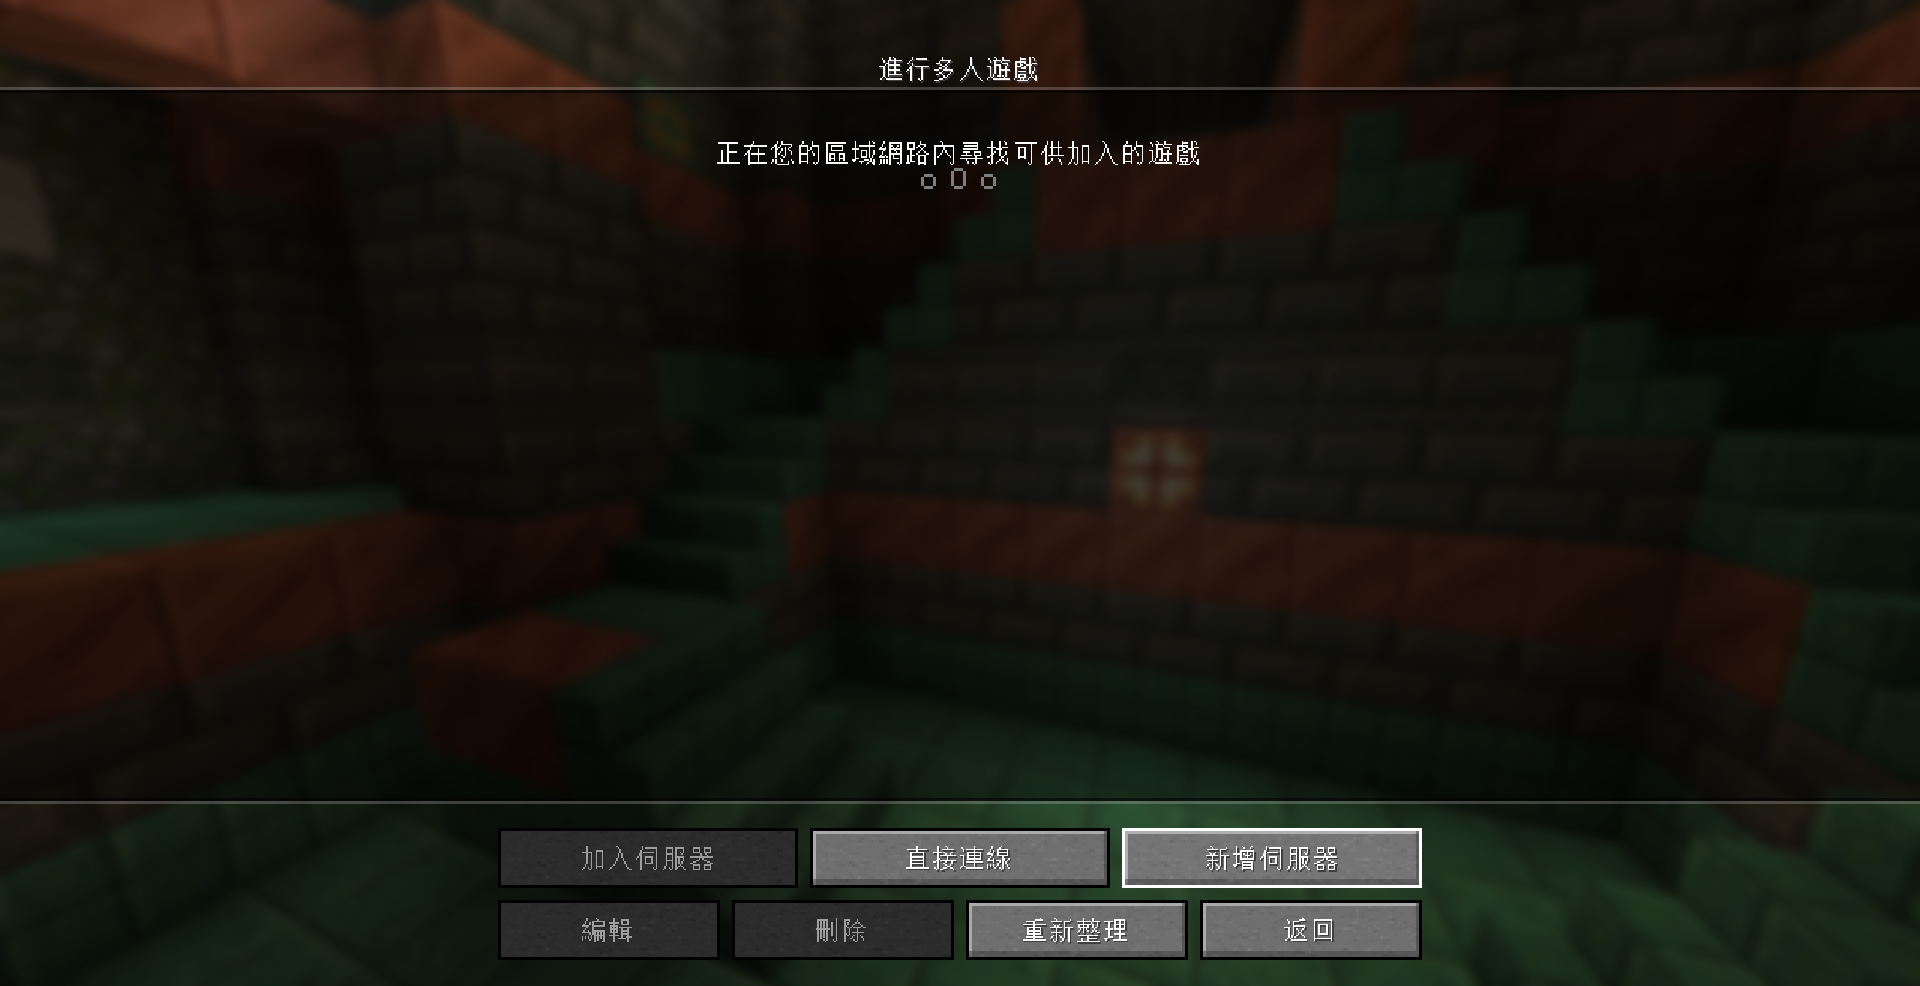 進行多人遊戲
正在您的區域網路內尋找可供加入的遊戲
o O o
加入伺服器 直接連線 新增伺服器
編輯 刪除 重新整理 返回